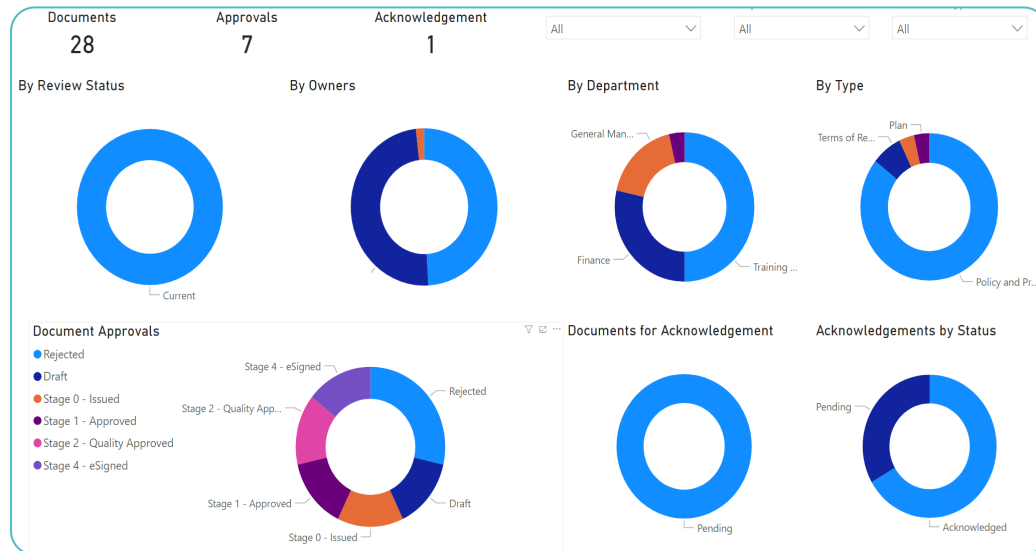 Documents
28
Approvals
7
Acknowledgement
1
All
All
All
By Review Status
Current
By Owners
By Department
General Man...
Finance
Training ...
By Type
Plan
Terms of Re...
Policy and Pr...
Document Approvals
Rejected
Draft
Stage 0 - Issued
Stage 1 - Approved
Stage 2 - Quality Approved
Stage 4 - eSigned
Stage 4 - eSigned
Rejected
Stage 2 - Quality App...
Stage 1 - Approved
Draft
Stage 0 - Issued
Documents for Acknowledgement
Pending
Acknowledgements by Status
Pending
Acknowledged